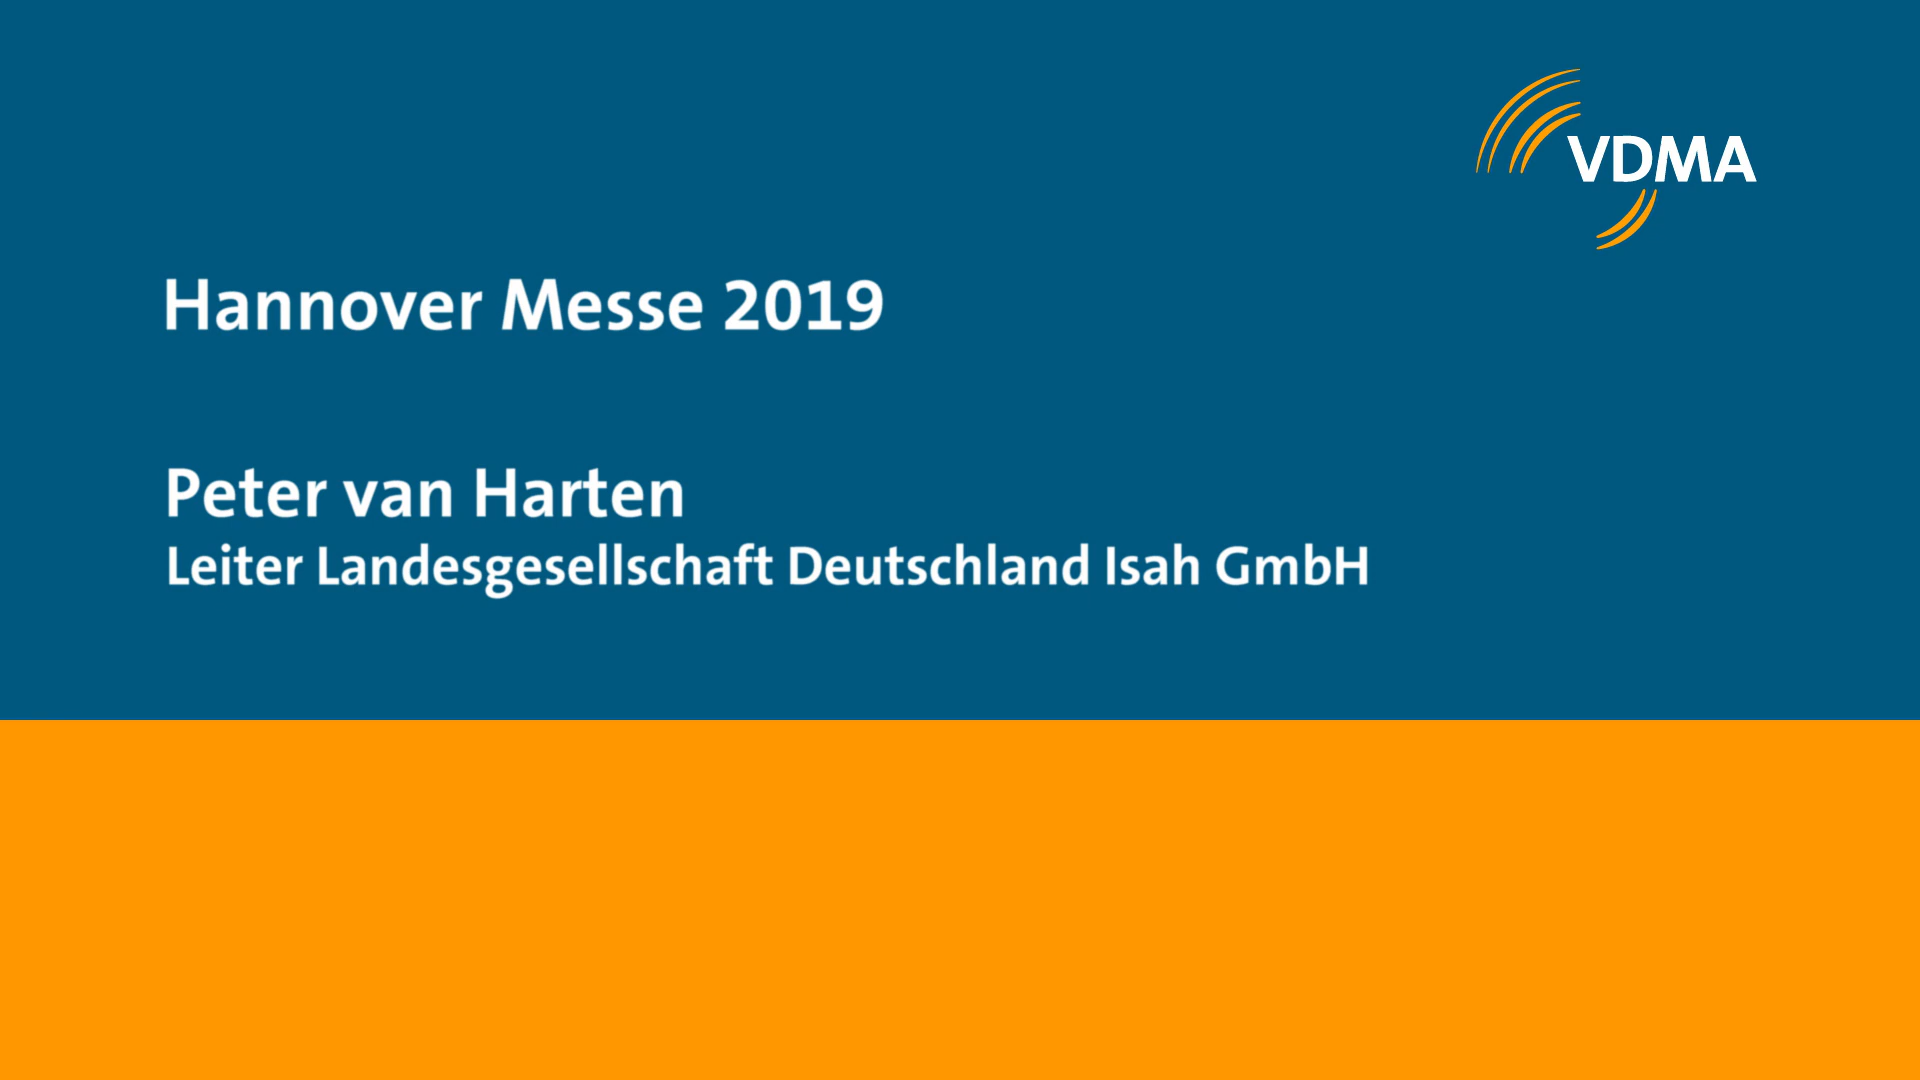 VDMA
Hannover Messe 2019
Peter van Harten
Leiter Landesgesellschaft Deutschland Isah GmbH